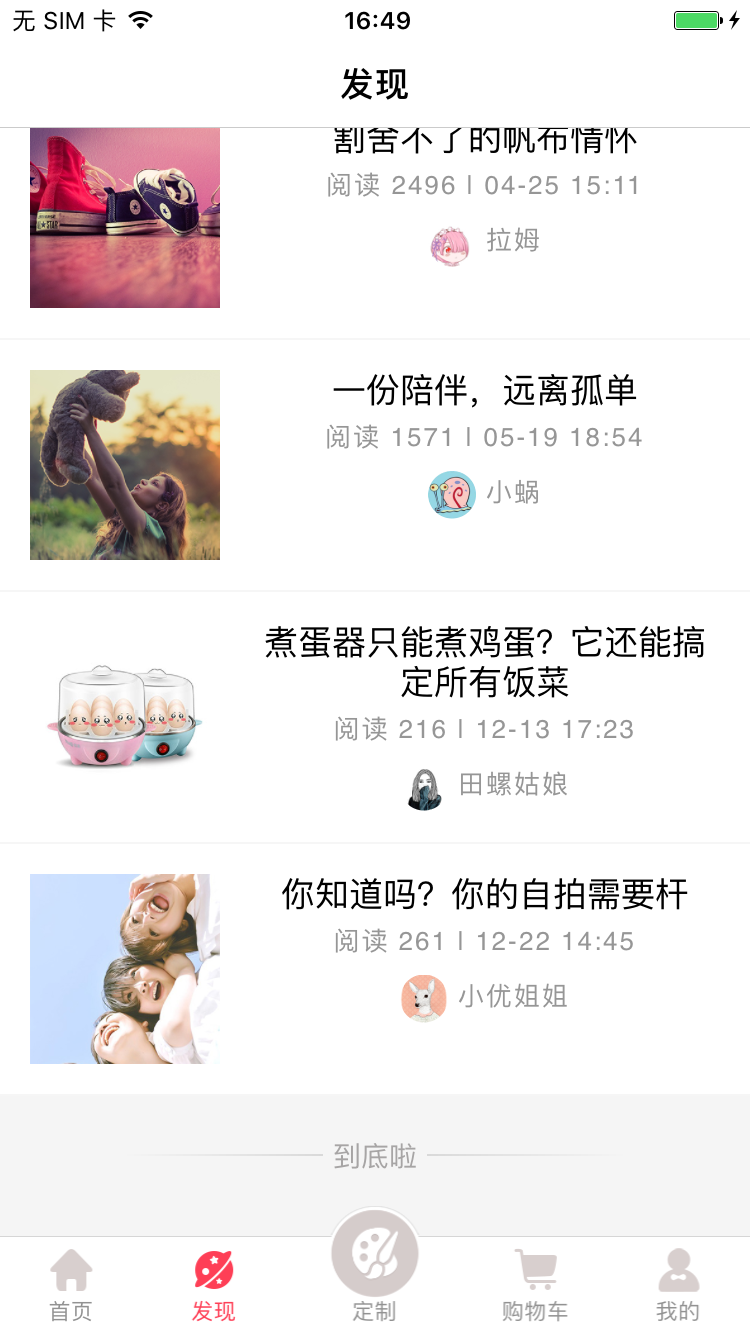 无 SIM 卡
16:49
发现
割舍不了的帆布情怀
阅读 2496 | 04-25 15:11
拉姆
一份陪伴，远离孤单
阅读 1571 | 05-19 18:54
小蜗
煮蛋器只能煮鸡蛋？它还能搞
定所有饭菜
阅读 216 | 12-13 17:23
田螺姑娘
你知道吗？你的自拍需要杆
阅读 261 | 12-22 14:45
小优姐姐
到底啦
首页
发现
定制
购物车
我的